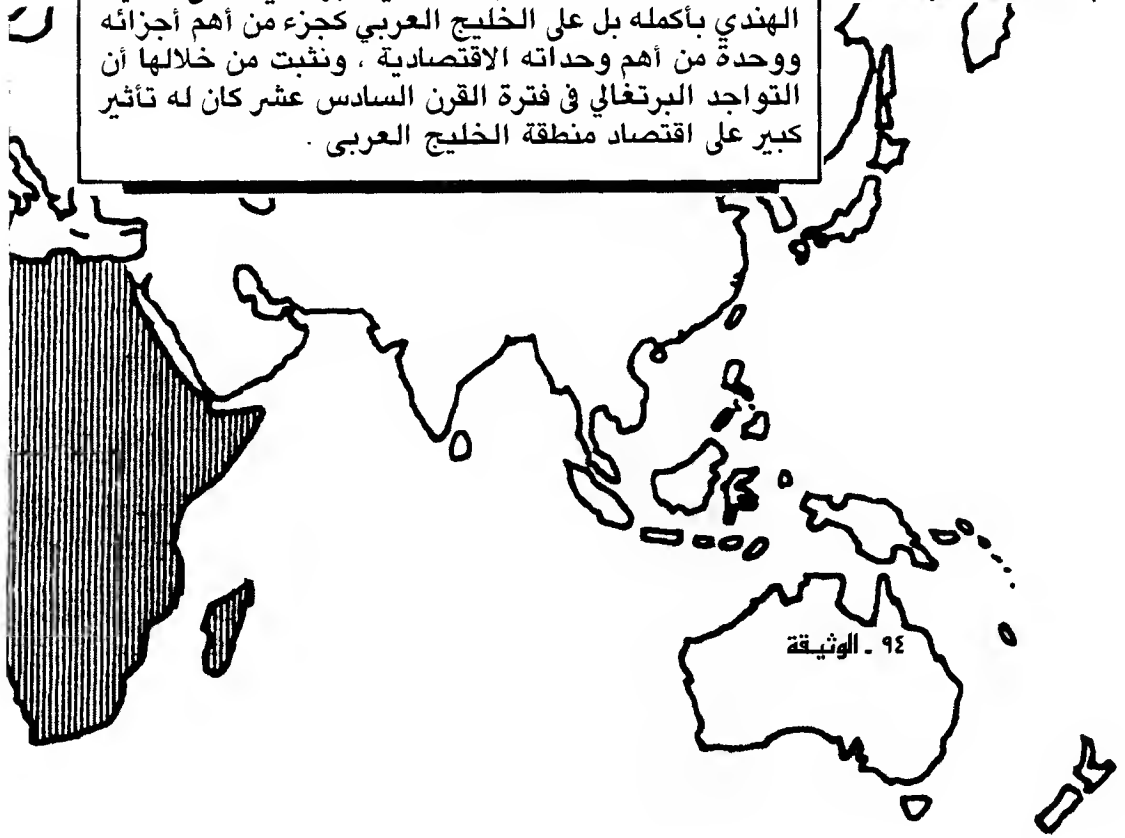 الهندي بأكمله بل على الخليج العربي كجزء من أهم أجزائه
ووحدة من أهم وحداته الاقتصادية ، ونثبت من خلالها أن
التواجد البرتغالي فى فترة القرن السادس عشر كان له تأثير
كبير على اقتصاد منطقة الخليج العربى .
٩٤ ـ الوثيقة